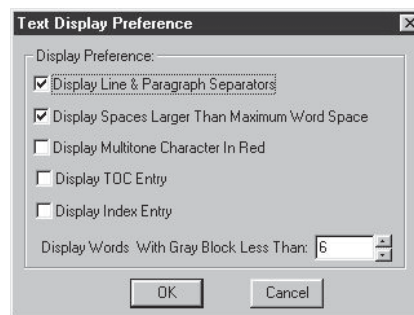 Text Display Preference
Display Preference:
Display Line & Paragraph Separators
Display Spaces Larger Than Maximum Word Space
Display Multitone Character In Red
Display TOC Entry
Display Index Entry
Display Words With Gray Block Less Than: 6
OK Cancel